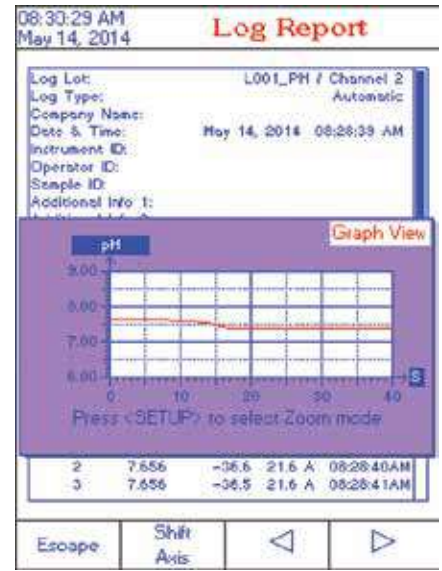 08:30:29 AM
May 14, 2014
Log Report
Log Lot: L001_PH / Channel 2
Log Type: Automatic
Company Name:
Date & Time: May 14, 2014 08:28:39 AM
Instrument ID:
Operator ID:
Sample ID:
Additional Info 1:
Graph View
pH
9.00
8.00
7.00
6.00
0 10 20 30 40 S
Press <SETUP> to select Zoom mode
2 7.656 -36.6 21.6 A 08:28:40AM
3 7.656 -36.5 21.6 A 08:28:41AM
Escape
Shift
Axis